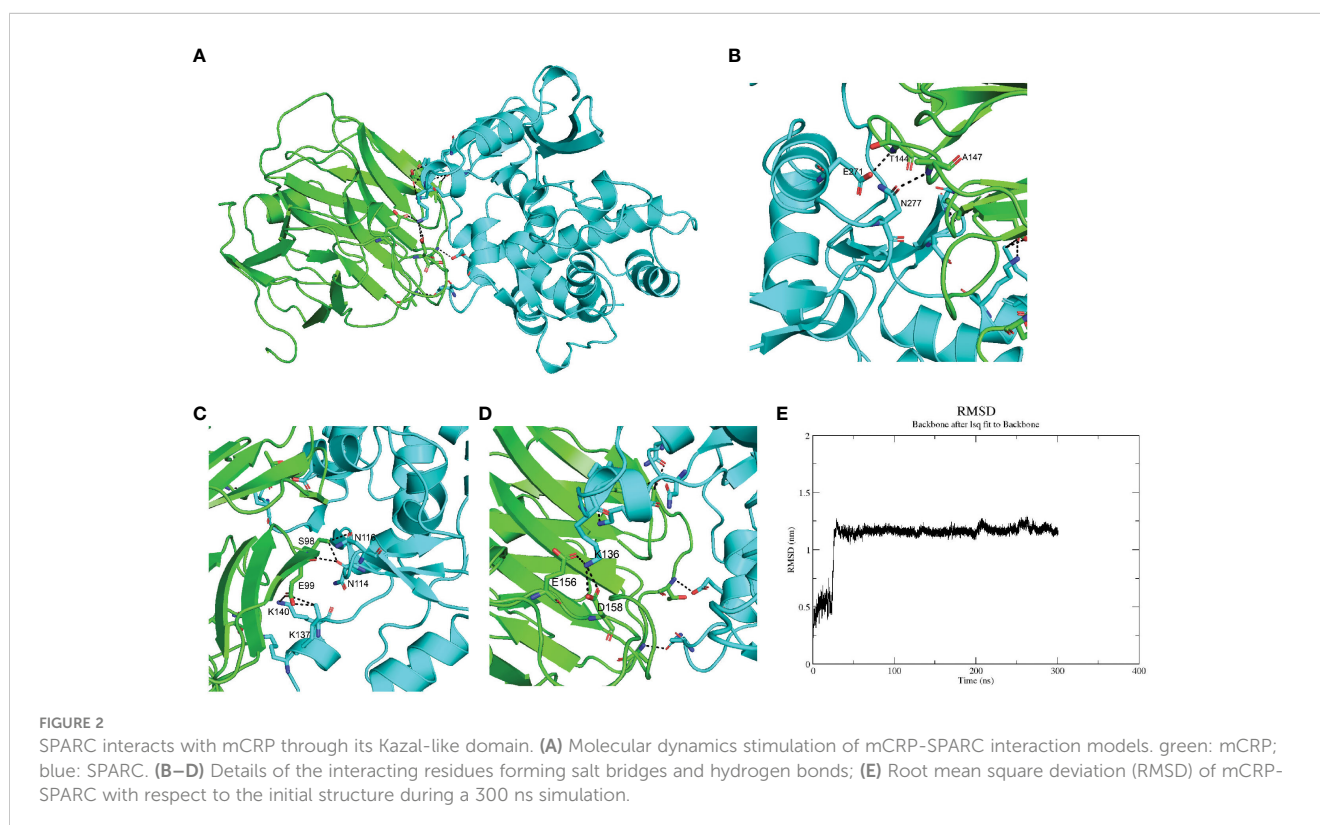 A
B
E271
T144
A147
N277
C
S98
N116
N114
E99
K140
K137
D
K136
E156
D158
E
RMSD
Backbone after lsq fit to Backbone
2
1.5
1
0.5
0
RMSD (nm)
0 100 200 300 400
Time (ns)
FIGURE 2
SPARC interacts with mCRP through its Kazal-like domain. (A) Molecular dynamics stimulation of mCRP-SPARC interaction models. green: mCRP;
blue: SPARC. (B–D) Details of the interacting residues forming salt bridges and hydrogen bonds; (E) Root mean square deviation (RMSD) of mCRP-
SPARC with respect to the initial structure during a 300 ns simulation.